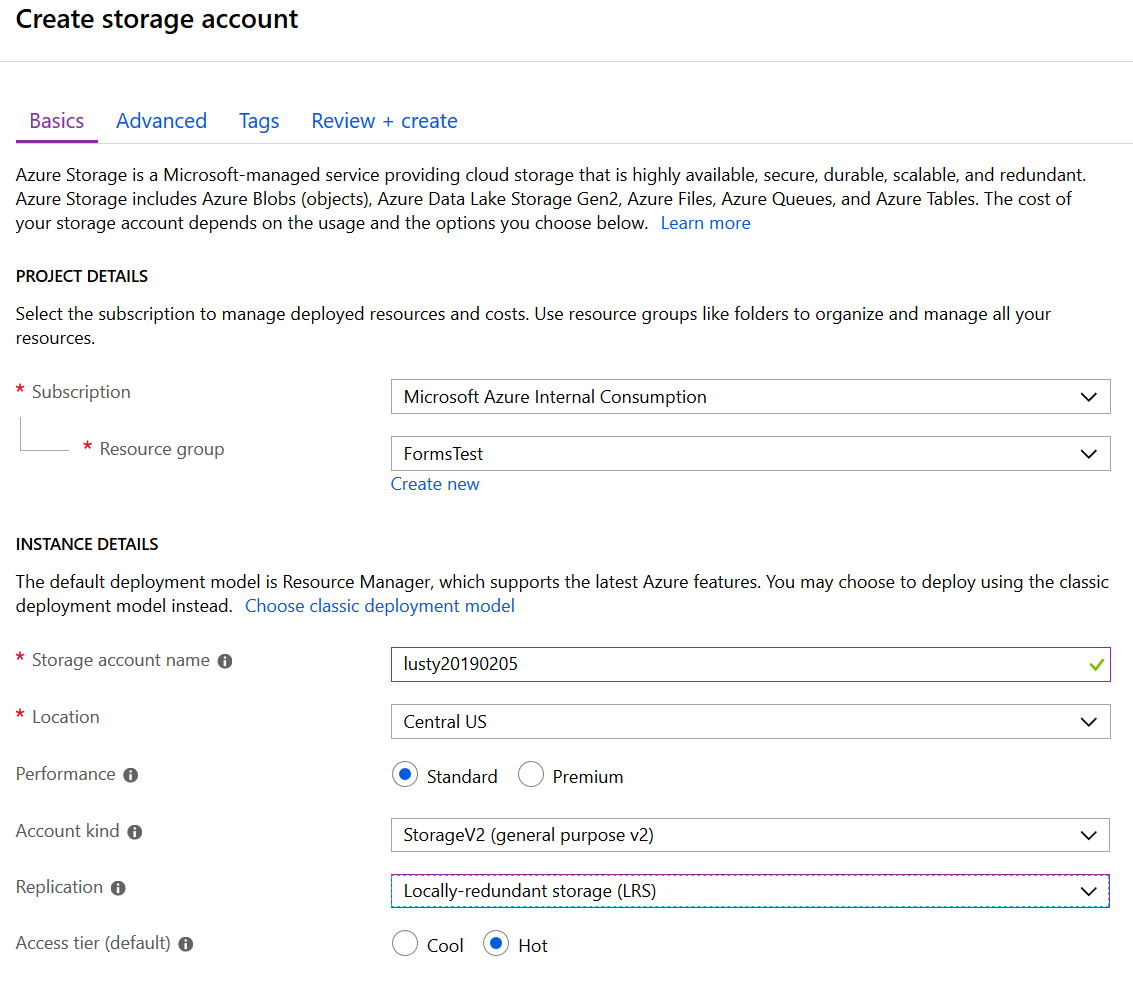 Create storage account
Basics Advanced Tags Review + create
Azure Storage is a Microsoft-managed service providing cloud storage that is highly available, secure, durable, scalable, and redundant.
Azure Storage includes Azure Blobs (objects), Azure Data Lake Storage Gen2, Azure Files, Azure Queues, and Azure Tables. The cost of
your storage account depends on the usage and the options you choose below. Learn more
PROJECT DETAILS
Select the subscription to manage deployed resources and costs. Use resource groups like folders to organize and manage all your
resources.
* Subscription Microsoft Azure Internal Consumption
* Resource group FormsTest
Create new
INSTANCE DETAILS
The default deployment model is Resource Manager, which supports the latest Azure features. You may choose to deploy using the classic
deployment model instead. Choose classic deployment model
* Storage account name lusty20190205
* Location Central US
Performance Standard Premium
Account kind StorageV2 (general purpose v2)
Replication Locally-redundant storage (LRS)
Access tier (default) Cool Hot